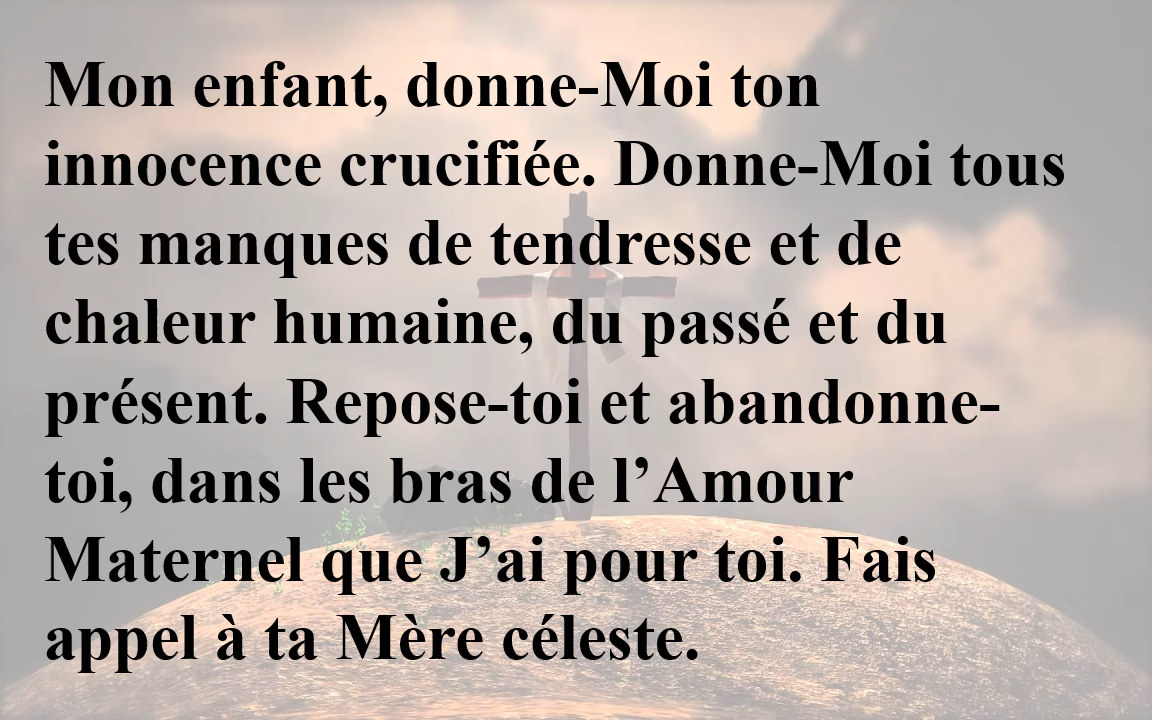 Mon enfant, donne-Moi ton
innocence crucifiée. Donne-Moi tous
tes manques de tendresse et de
chaleur humaine, du passé et du
présent. Repose-toi et abandonne-
toi, dans les bras de l’Amour
Maternel que J’ai pour toi. Fais
appel à ta Mère céleste.